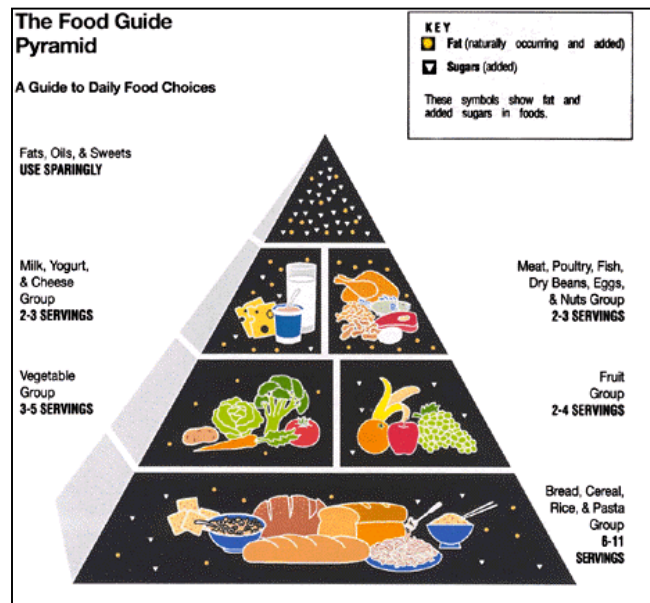 The Food Guide
Pyramid
A Guide to Daily Food Choices
KEY
Fat (naturally occurring and added)
Sugars (added)
These symbols show fat and
added sugars in foods.
Fats, Oils, & Sweets
USE SPARINGLY
Milk, Yogurt,
& Cheese
Group
2-3 SERVINGS
Meat, Poultry, Fish,
Dry Beans, Eggs,
& Nuts Group
2-3 SERVINGS
Vegetable
Group
3-5 SERVINGS
Fruit
Group
2-4 SERVINGS
Bread, Cereal,
Rice, & Pasta
Group
6-11
SERVINGS